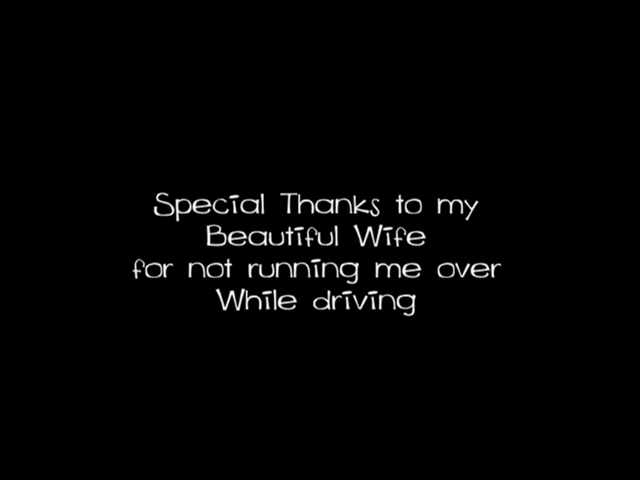 Special Thanks to my
Beautiful Wife
for not running me over
While driving